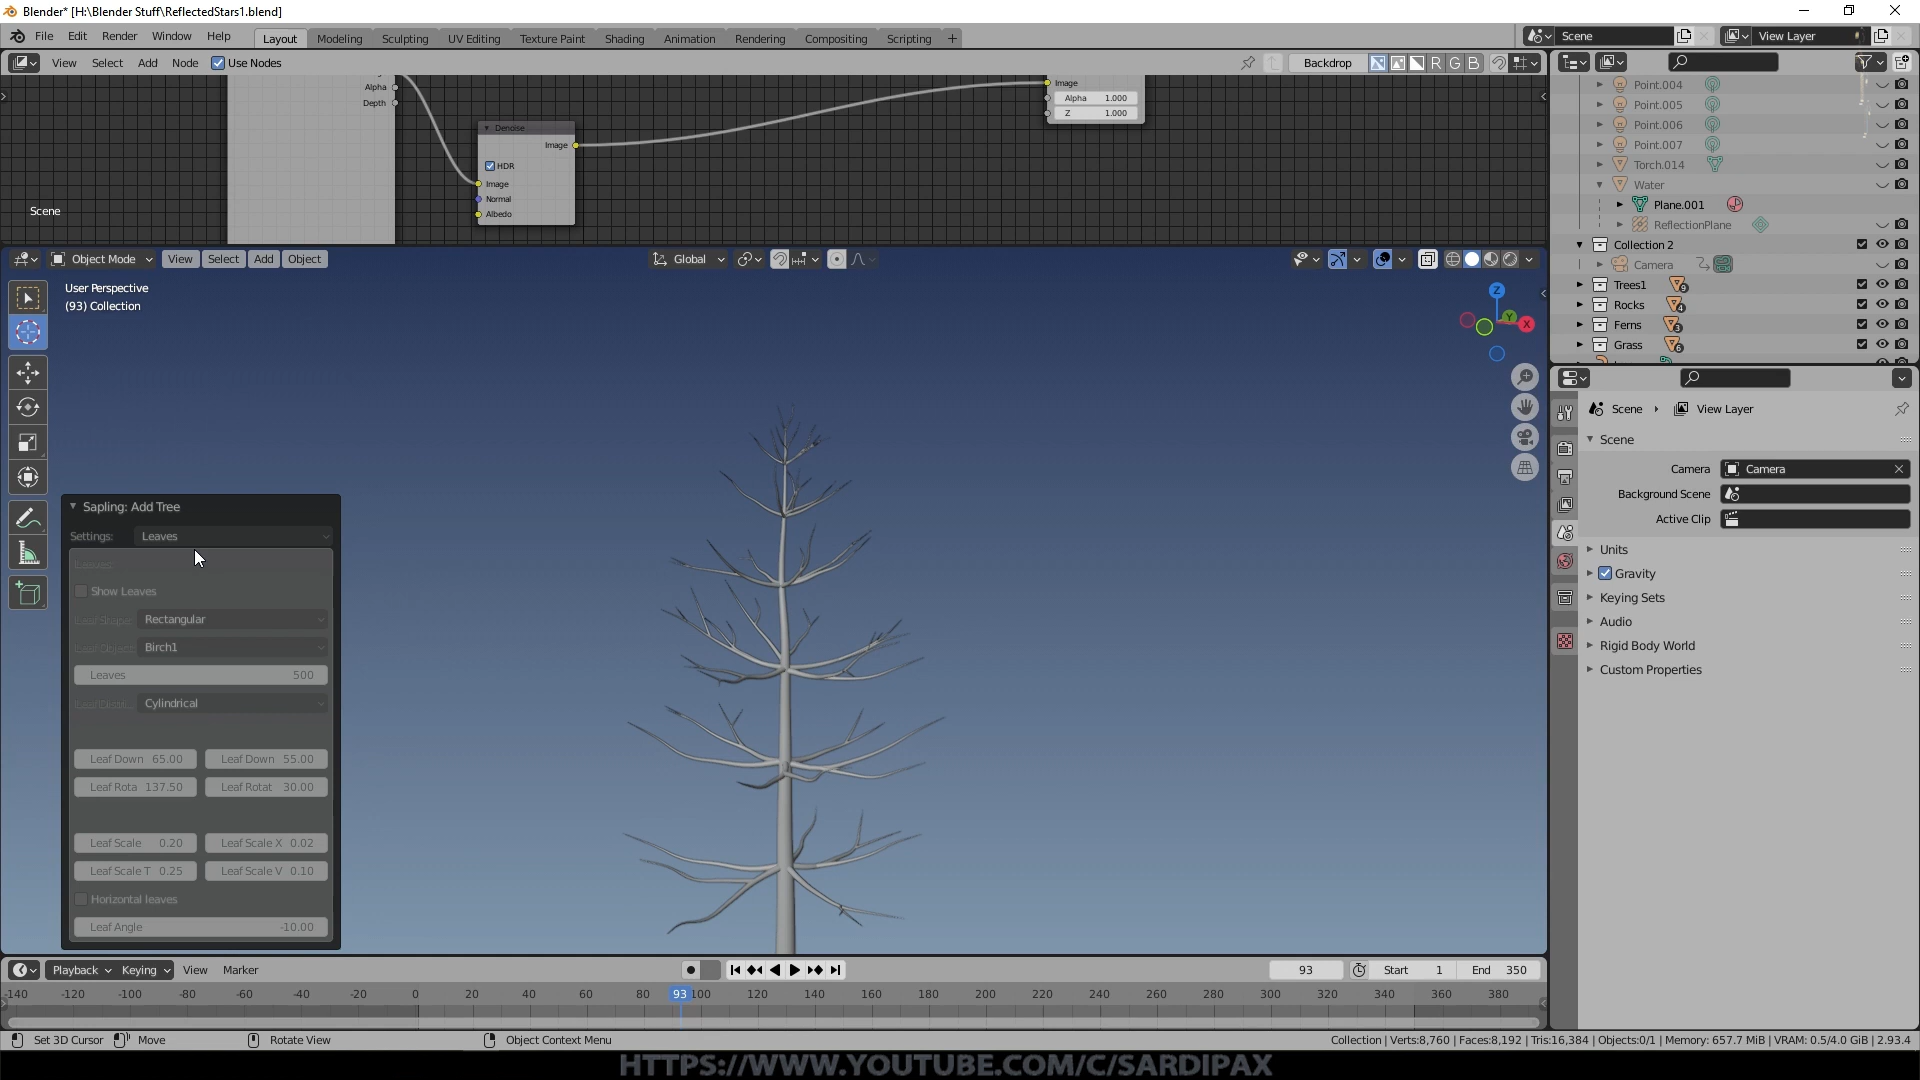 Blender* [H:\Blender Stuff\ReflectedStars1.blend]
File Edit Render Window Help Layout Modeling Sculpting UV Editing Texture Paint Shading Animation Rendering Compositing Scripting + Scene View Layer
View Select Add Node Use Nodes Backdrop R G B
Alpha
Depth
Denoise
Image
HDR
Image
Normal
Albedo
Image
Alpha 1.000
Z 1.000
Scene
Point.004
Point.005
Point.006
Point.007
Torch.014
Water
Plane.001
ReflectionPlane
Collection 2
Camera
Trees1 9
Rocks 4
Ferns 3
Grass 6
Object Mode View Select Add Object Global
User Perspective
(93) Collection
Z
Y
X
Sapling: Add Tree
Settings: Leaves
Leaves:
Show Leaves
Leaf Shape: Rectangular
Leaf Object: Birch1
Leaves 500
Leaf Distri... Cylindrical
Leaf Down 65.00 Leaf Down 55.00
Leaf Rota 137.50 Leaf Rotat 30.00
Leaf Scale 0.20 Leaf Scale X 0.02
Leaf Scale T 0.25 Leaf Scale V 0.10
Horizontal leaves
Leaf Angle -10.00
Scene View Layer
Scene
Camera Camera
Background Scene
Active Clip
Units
Gravity
Keying Sets
Audio
Rigid Body World
Custom Properties
Playback Keying View Marker 93 Start 1 End 350
-140 -120 -100 -80 -60 -40 -20 0 20 40 60 80 93 100 120 140 160 180 200 220 240 260 280 300 320 340 360 380
Set 3D Cursor Move Rotate View Object Context Menu Collection | Verts:8,760 | Faces:8,192 | Tris:16,384 | Objects:0/1 | Memory: 657.7 MiB | VRAM: 0.5/4.0 GiB | 2.93.4
HTTPS://WWW.YOUTUBE.COM/C/SARDIPAX